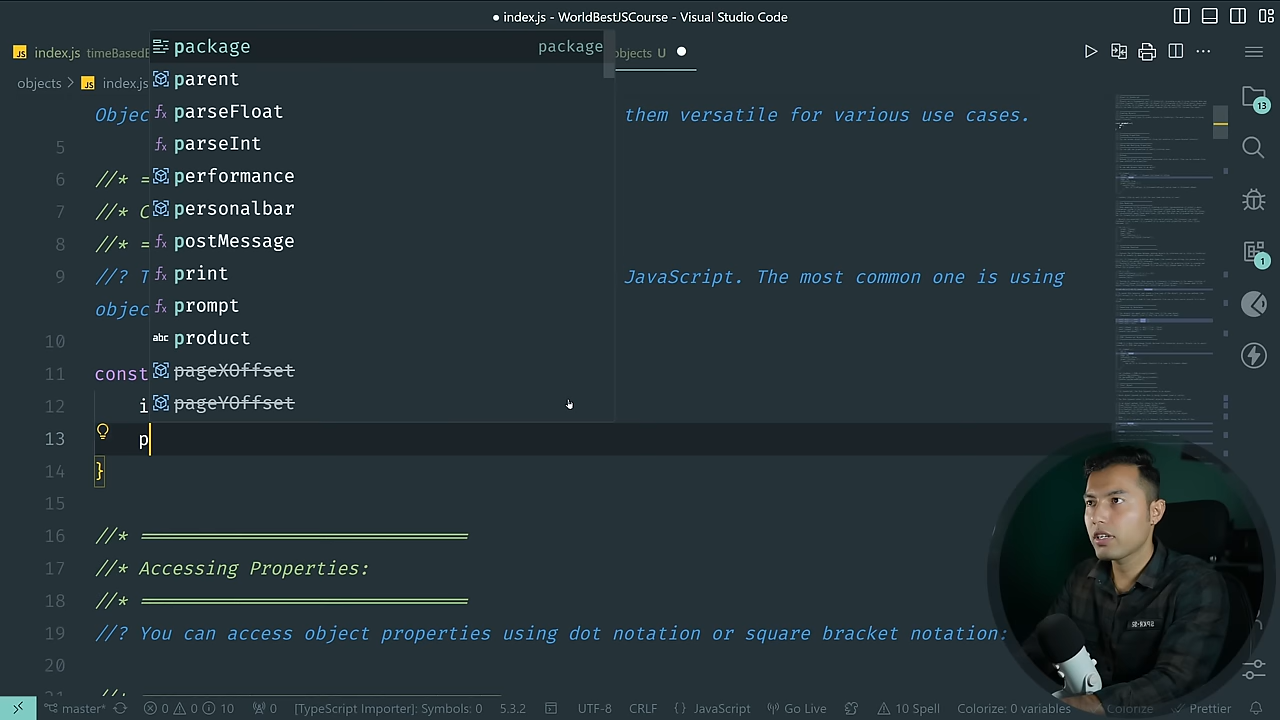 index.js - WorldBestJSCourse - Visual Studio Code
JS index.js timeBasedE
objects U
objects > JS index.js
package package
parent
parseFloat
parseInt
performance
personalbar
postMessage
print
prompt
abc product
pageXOffset
pageYOffset
Objec them versatile for various use cases.
5
6 //* =
7 //* C
8 //* =
9 //? T JavaScript. The most common one is using
objec
10
11 const
12 i
13 p
14 }
15
16 //* ==============================
17 //* Accessing Properties:
18 //* ==============================
19 //? You can access object properties using dot notation or square bracket notation:
20
13
1
master* 0 0 10 0 [TypeScript Importer]: Symbols: 0 5.3.2 UTF-8 CRLF {} JavaScript Go Live 10 Spell Colorize: 0 variables Colorize Prettier